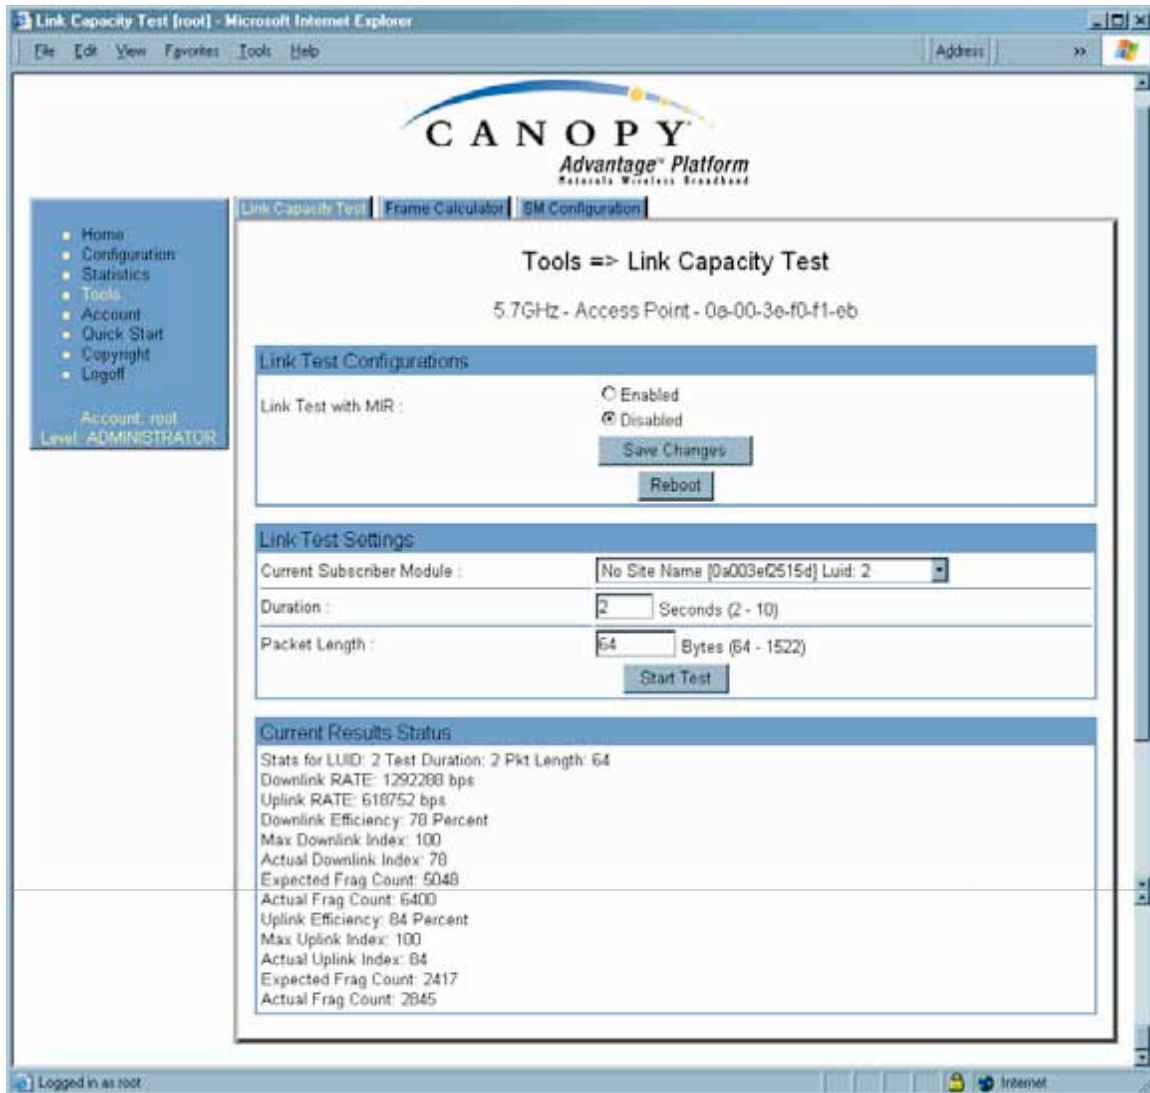 Link Capacity Test [root] - Microsoft Internet Explorer
File Edit View Favorites Tools Help Address »
CANOPY
Advantage™ Platform
Motorola Wireless Broadband
Link Capacity Test Frame Calculator SM Configuration
Home
Configuration
Statistics
Tools
Account
Quick Start
Copyright
Logoff
Account: root
Level: ADMINISTRATOR
Tools => Link Capacity Test
5.7GHz - Access Point - 0a-00-3e-f0-f1-eb
Link Test Configurations
Link Test with MIR :
Enabled
Disabled
Save Changes
Reboot
Link Test Settings
Current Subscriber Module : No Site Name [0a003ef2515d] Luid: 2
Duration : 2 Seconds (2 - 10)
Packet Length : 64 Bytes (64 - 1522)
Start Test
Current Results Status
Stats for LUID: 2 Test Duration: 2 Pkt Length: 64
Downlink RATE: 1292288 bps
Uplink RATE: 618752 bps
Downlink Efficiency: 78 Percent
Max Downlink Index: 100
Actual Downlink Index: 78
Expected Frag Count: 5048
Actual Frag Count: 6400
Uplink Efficiency: 84 Percent
Max Uplink Index: 100
Actual Uplink Index: 84
Expected Frag Count: 2417
Actual Frag Count: 2845
Logged in as root Internet